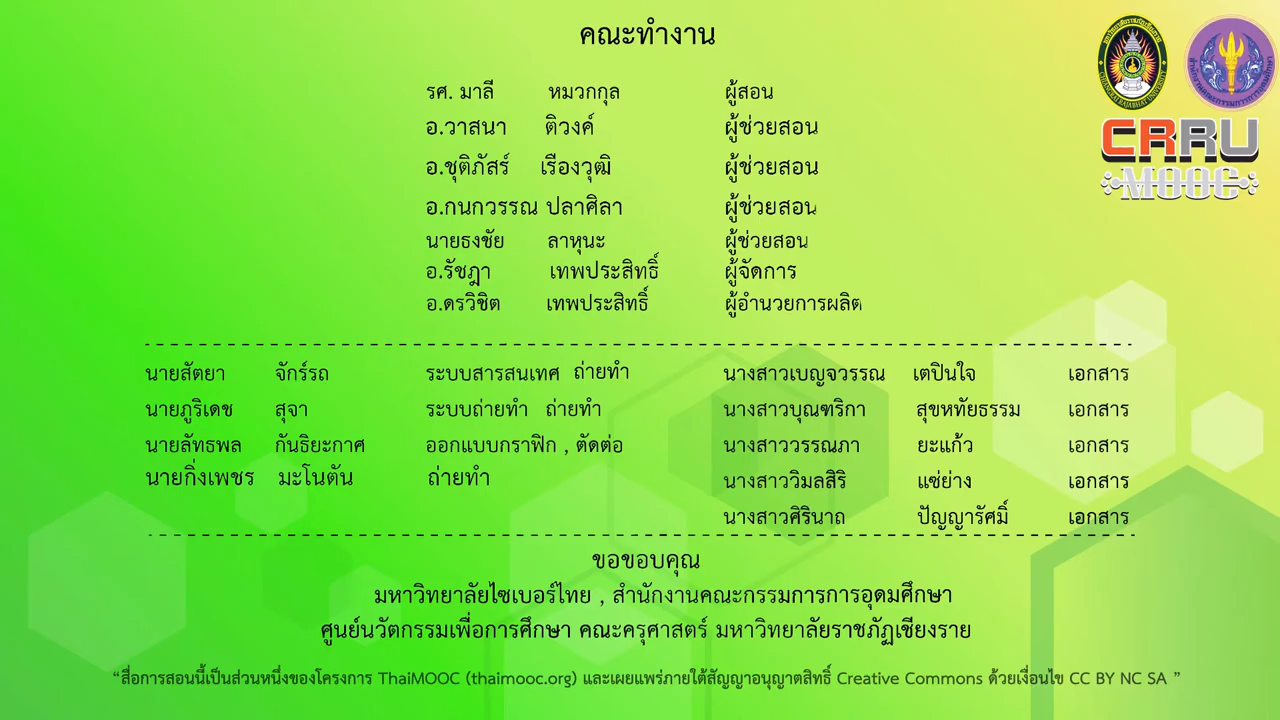 คณะทำงาน
รศ. มาลี หมวกกุล ผู้สอน
อ.วาสนา ติวงค์ ผู้ช่วยสอน
อ.ชุติภัสร์ เรืองวุฒิ ผู้ช่วยสอน
อ.กนกวรรณ ปลาศิลา ผู้ช่วยสอน
นายธงชัย ลาหุนะ ผู้ช่วยสอน
อ.รัชฎา เทพประสิทธิ์ ผู้จัดการ
อ.ดรวิชิต เทพประสิทธิ์ ผู้อำนวยการผลิต
นายสัตยา จักร์รถ ระบบสารสนเทศ ถ่ายทำ
นายภูริเดช สุจา ระบบถ่ายทำ ถ่ายทำ
นายลัทธพล กันธิยะกาศ ออกแบบกราฟิก , ตัดต่อ
นายกิ่งเพชร มะโนตัน ถ่ายทำ
นางสาวเบญจวรรณ เตปินใจ เอกสาร
นางสาวบุณฑริกา สุขหทัยธรรม เอกสาร
นางสาววรรณภา ยะแก้ว เอกสาร
นางสาววิมลสิริ แซ่ย่าง เอกสาร
นางสาวศิรินาถ ปัญญารัศมิ์ เอกสาร
ขอขอบคุณ
มหาวิทยาลัยไซเบอร์ไทย , สำนักงานคณะกรรมการการอุดมศึกษา
ศูนย์นวัตกรรมเพื่อการศึกษา คณะครุศาสตร์ มหาวิทยาลัยราชภัฏเชียงราย
“สื่อการสอนนี้เป็นส่วนหนึ่งของโครงการ ThaiMOOC (thaimooc.org) และเผยแพร่ภายใต้สัญญาอนุญาตสิทธิ์ Creative Commons ด้วยเงื่อนไข CC BY NC SA ”
CRRU
MOOC